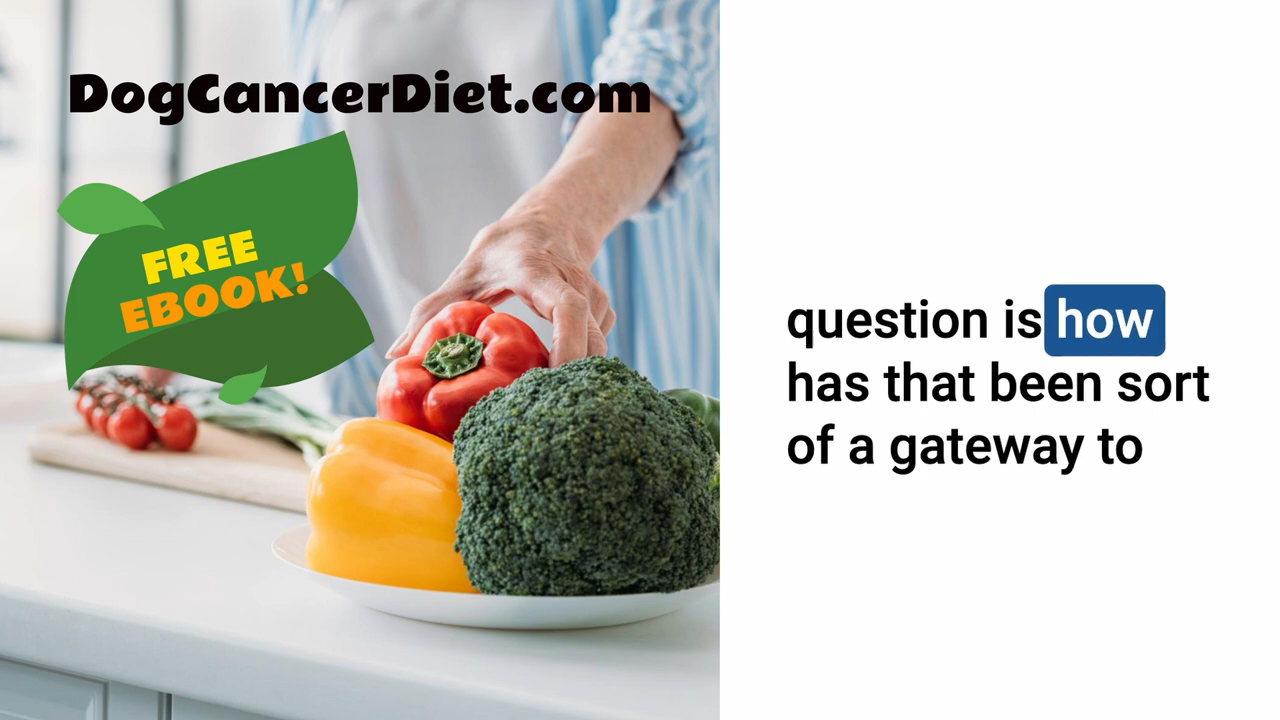 DogCancerDiet.com
FREE
EBOOK!
question is how
has that been sort
of a gateway to